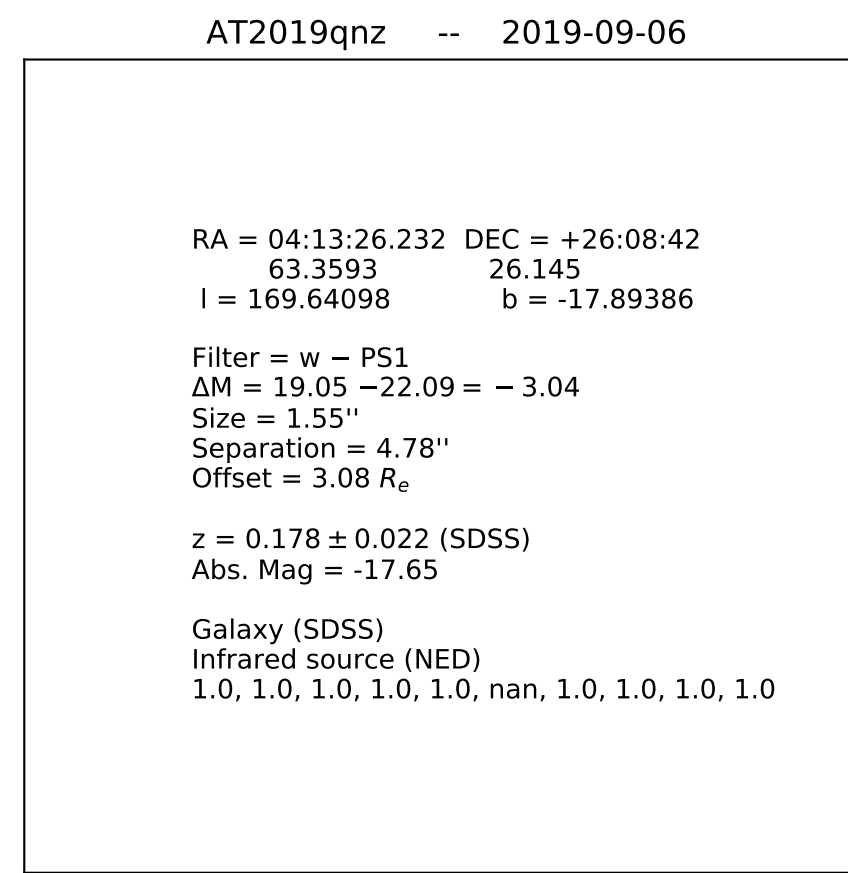 AT2019qnz -- 2019-09-06
RA = 04:13:26.232 DEC = +26:08:42
63.3593 26.145
l = 169.64098 b = -17.89386
Filter = w − PS1
ΔM = 19.05 −22.09 = − 3.04
Size = 1.55''
Separation = 4.78''
Offset = 3.08 Re
z = 0.178 ± 0.022 (SDSS)
Abs. Mag = -17.65
Galaxy (SDSS)
Infrared source (NED)
1.0, 1.0, 1.0, 1.0, 1.0, nan, 1.0, 1.0, 1.0, 1.0